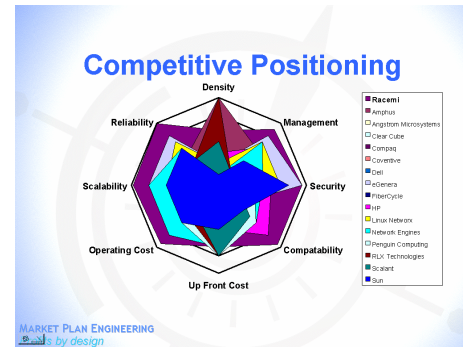 Competitive Positioning
Density
Reliability
Management
Scalability
Security
Operating Cost
Compatability
Up Front Cost
Racemi
Amphus
Angstrom Microsystems
Clear Cube
Compaq
Coventive
Dell
eGenera
FiberCycle
HP
Linux Networx
Network Engines
Penguin Computing
RLX Technologies
Scalant
Sun
MARKET PLAN ENGINEERING
by design